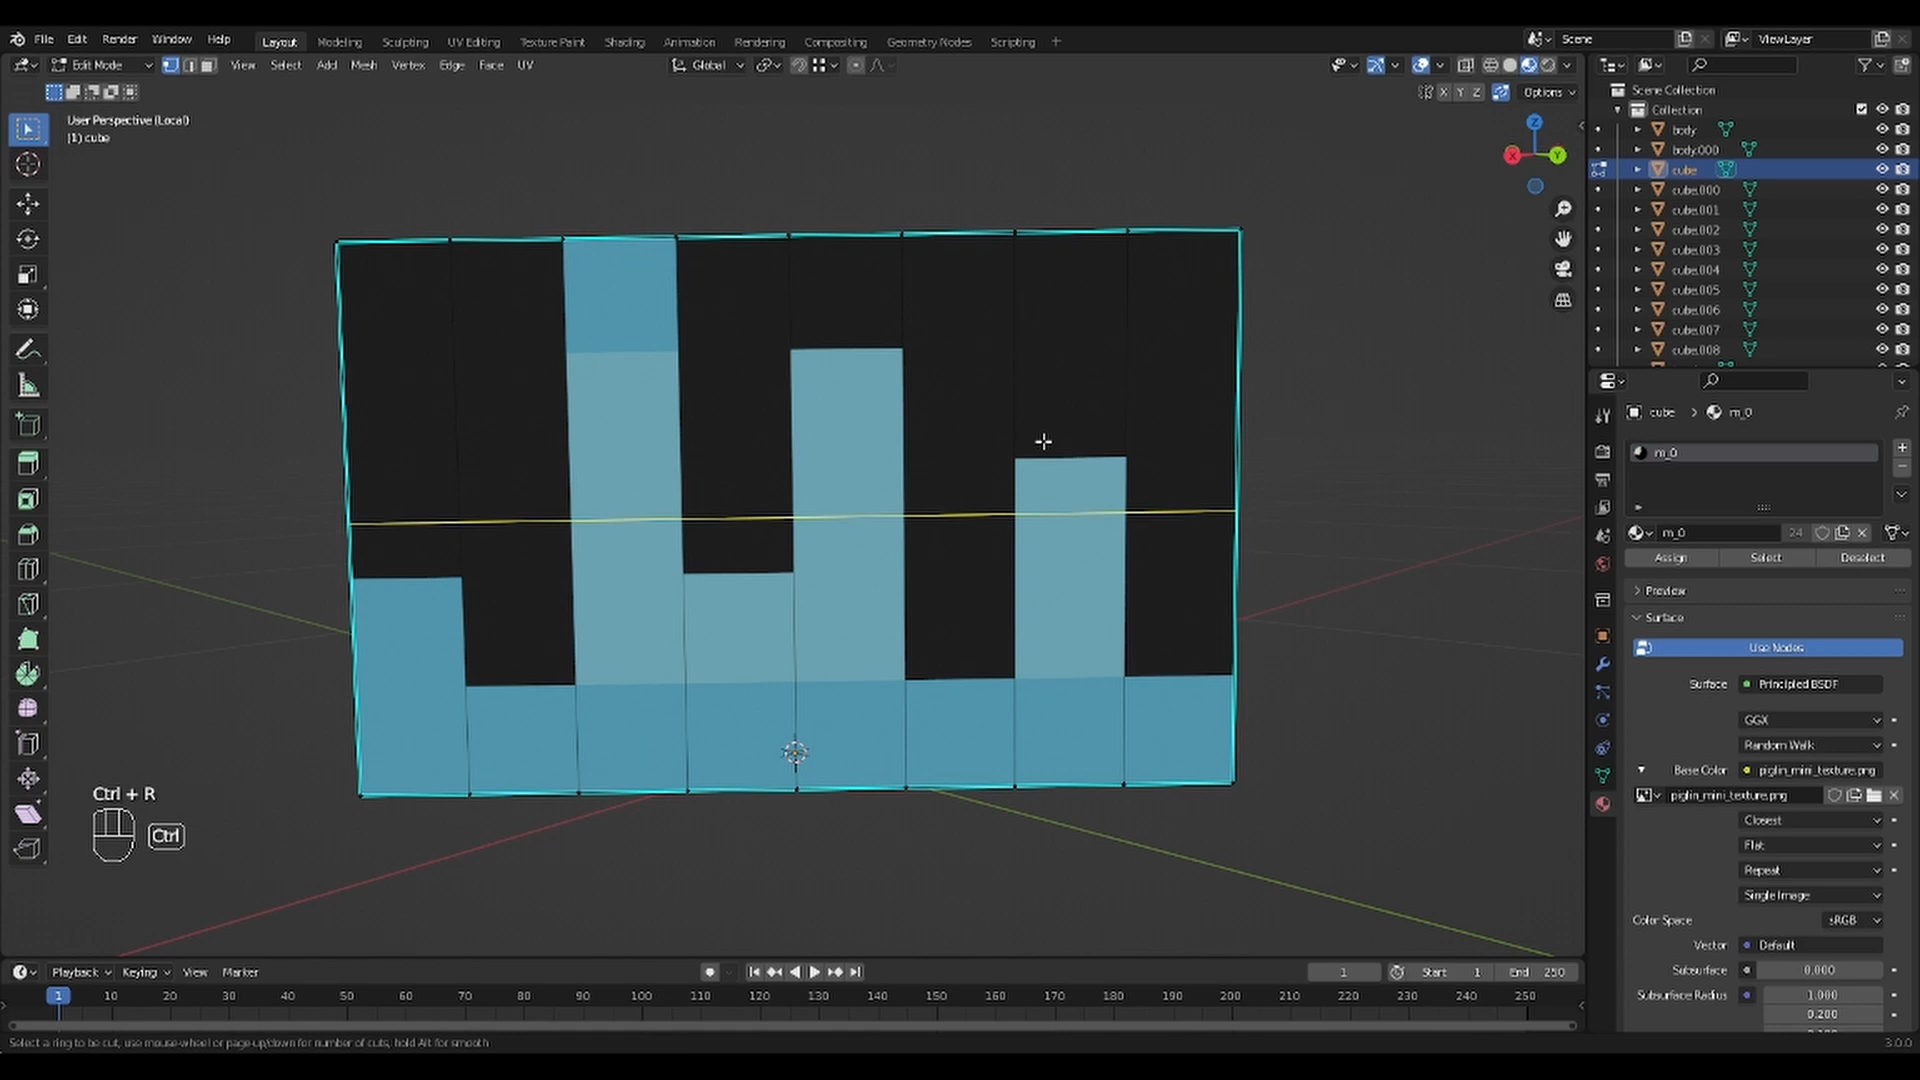 File Edit Render Window Help Layout Modeling Sculpting UV Editing Texture Paint Shading Animation Rendering Compositing Geometry Nodes Scripting + Scene ViewLayer
Edit Mode View Select Add Mesh Vertex Edge Face UV Global
X Y Z Options
User Perspective (Local)
(1) cube
Z
X
Y
Scene Collection
Collection
body
body.000
cube
cube.000
cube.001
cube.002
cube.003
cube.004
cube.005
cube.006
cube.007
cube.008
cube > m_0
m_0
m_0 24
Assign Select Deselect
Preview
Surface
Use Nodes
Surface Principled BSDF
GGX
Random Walk
Base Color piglin_mini_texture.png
piglin_mini_texture.png
Closest
Flat
Repeat
Single Image
Color Space sRGB
Vector Default
Subsurface 0.000
Subsurface Radius 1.000
0.200
Ctrl + R
Ctrl
Playback Keying View Marker 1 Start 1 End 250
1 10 20 30 40 50 60 70 80 90 100 110 120 130 140 150 160 170 180 190 200 210 220 230 240 250
Select a ring to be cut, use mouse-wheel or page-up/down for number of cuts, hold Alt for smooth 3.0.0